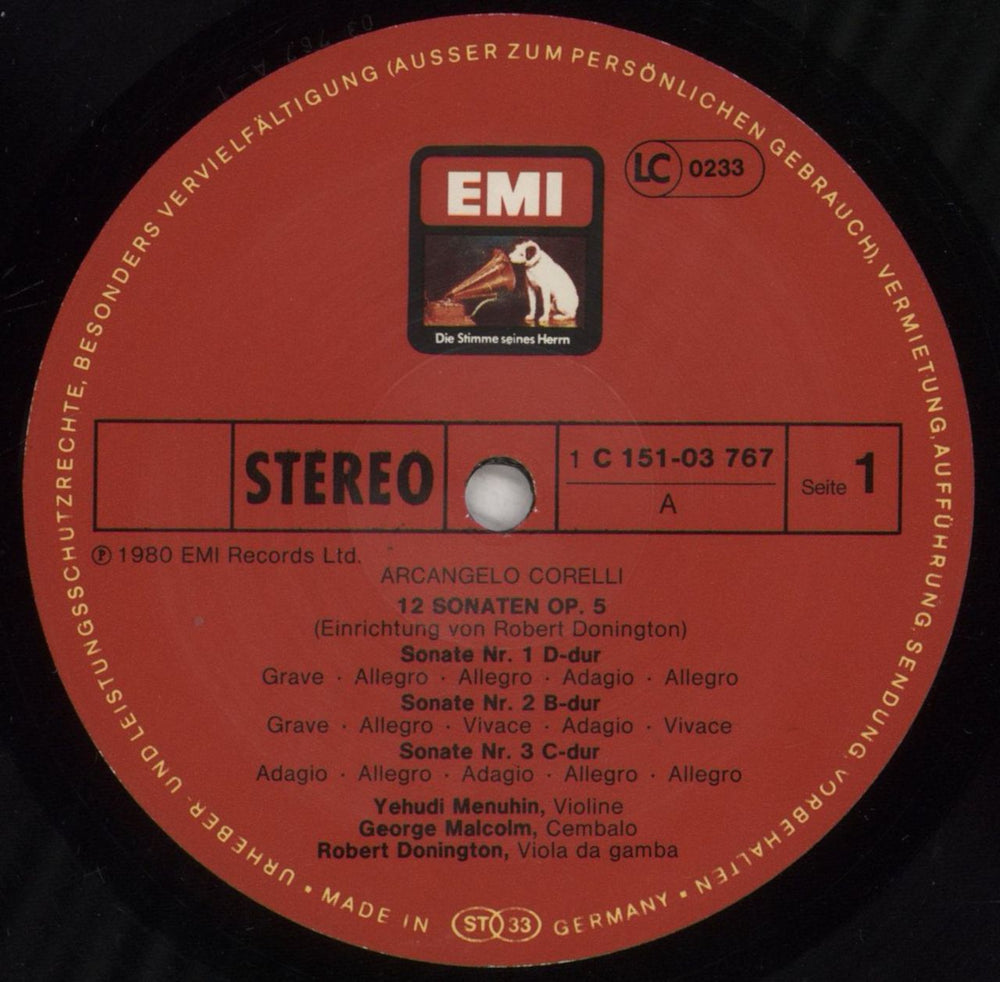 URHEBER- UND LEISTUNGSSCHUTZRECHTE, BESONDERS VERVIELFÄLTIGUNG (AUSSER ZUM PERSÖNLICHEN GEBRAUCH), VERMIETUNG, AUFFÜHRUNG, SENDUNG, VORBEHALTEN
EMI
LC 0233
Die Stimme seines Herrn
STEREO
1 C 151-03 767
A
Seite 1
℗ 1980 EMI Records Ltd.
ARCANGELO CORELLI
12 SONATEN OP. 5
(Einrichtung von Robert Donington)
Sonate Nr. 1 D-dur
Grave · Allegro · Allegro · Adagio · Allegro
Sonate Nr. 2 B-dur
Grave · Allegro · Vivace · Adagio · Vivace
Sonate Nr. 3 C-dur
Adagio · Allegro · Adagio · Allegro · Allegro
Yehudi Menuhin, Violine
George Malcolm, Cembalo
Robert Donington, Viola da gamba
MADE IN ST 33 GERMANY